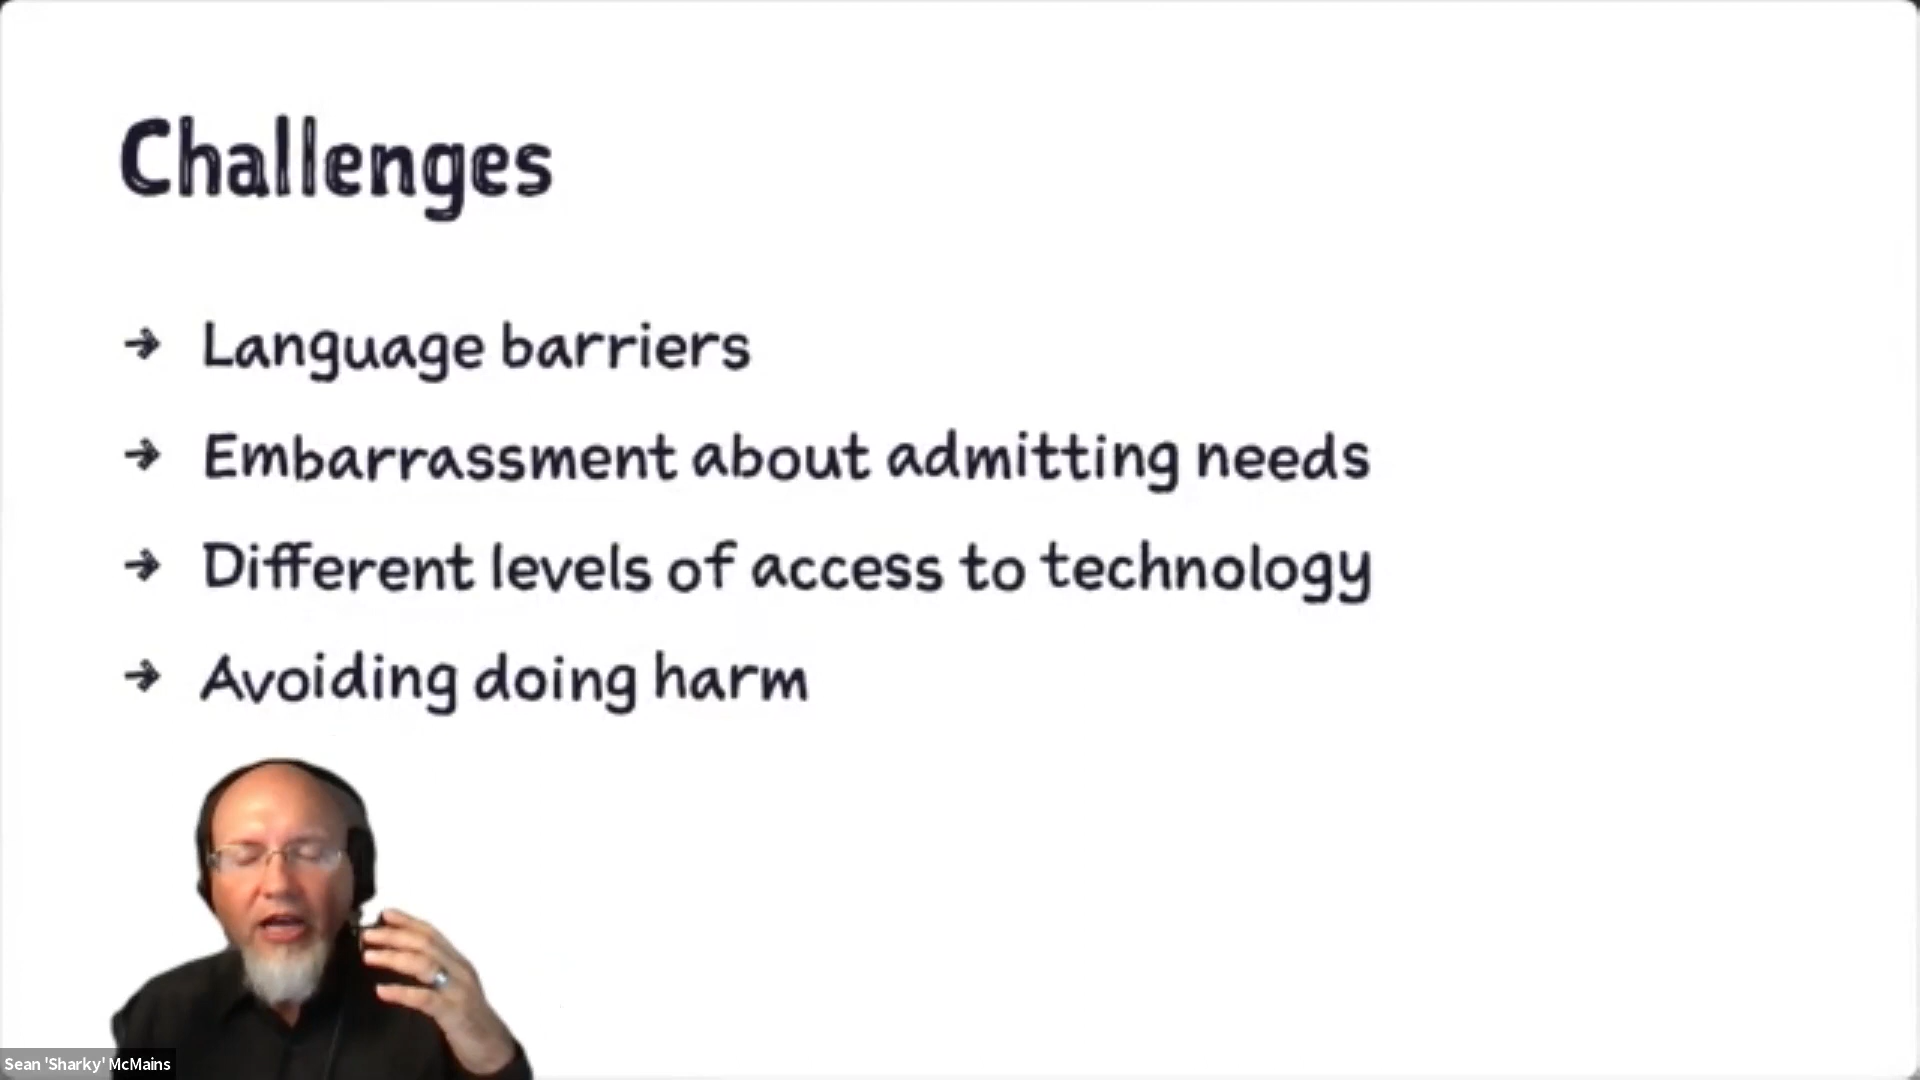 Challenges
→ Language barriers
→ Embarrassment about admitting needs
→ Different levels of access to technology
→ Avoiding doing harm
Sean 'Sharky' McMains